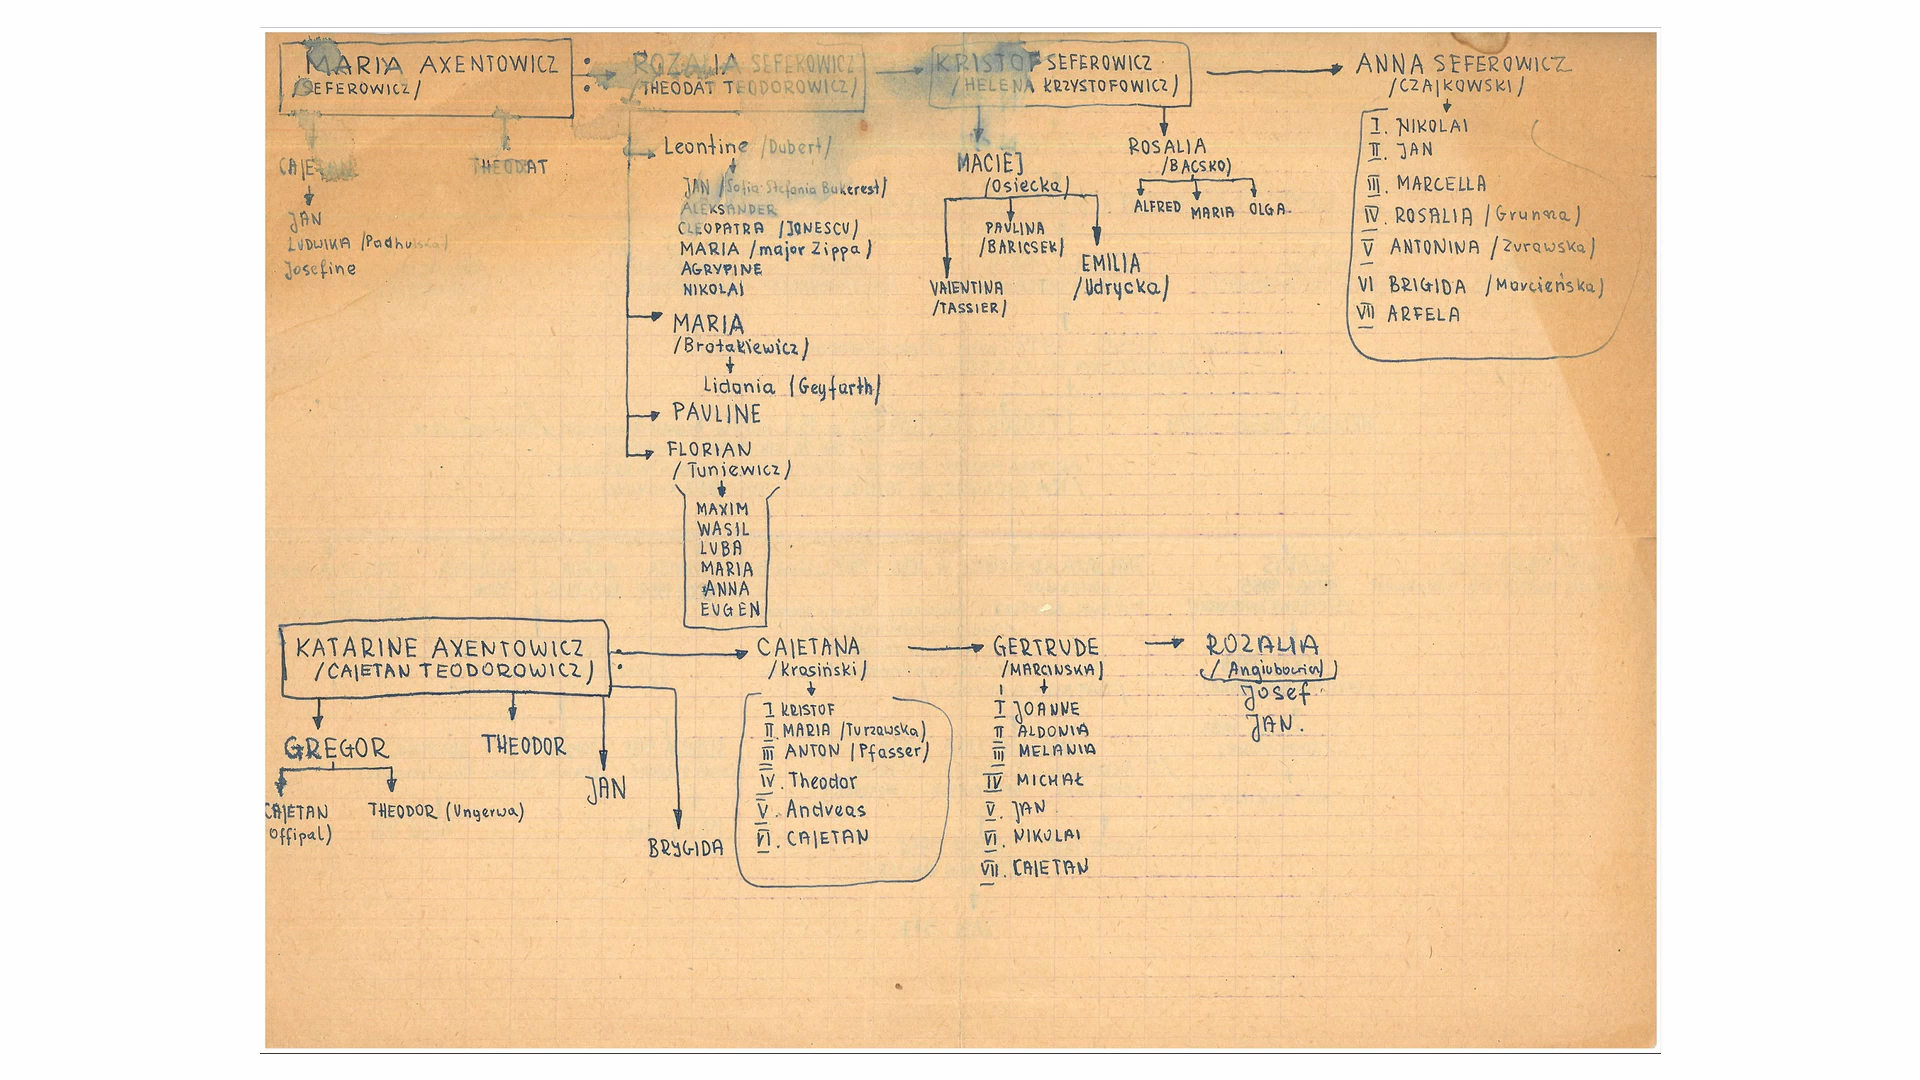 MARIA AXENTOWICZ
/SEFEROWICZ/
CAJETAN
JAN
LUDWIKA
Josefine
THEODAT
ROZALIA SEFEROWICZ
/THEODAT TEODOROWICZ/
Leontine /Dubert/
JAN /Sofia-Stefania Bukerest/
ALEKSANDER
CLEOPATRA /JONESCU/
MARIA /major Zippa/
AGRYPINE
NIKOLAI
MARIA
/Brotakiewicz/
Lidonia /Geyfarth/
PAULINE
FLORIAN
/Tuniewicz/
MAXIM
WASIL
LUBA
MARIA
ANNA
EUGEN
KRISTOF SEFEROWICZ
/HELENA KRZYSTOFOWICZ/
MACIEJ
/Osiecka/
VALENTINA
/TASSIER/
PAULINA
/BARICSEK/
EMILIA
/Udrycka/
ROSALIA
/BACSKO/
ALFRED
MARIA
OLGA.
ANNA SEFEROWICZ
/CZAJKOWSKI/
I. NIKOLAI
II. JAN
III. MARCELLA
IV. ROSALIA
V ANTONINA /Zurawska/
VI BRIGIDA /Marcieńska/
VII ARFELA
KATARINE AXENTOWICZ
/CAJETAN TEODOROWICZ/
GREGOR
CAJETAN
Offipal)
THEODOR (Ungerwa)
THEODOR
JAN
BRYGIDA
CAJETANA
/Krosiński/
I KRISTOF
II. MARIA /Turzawska/
III ANTON /Pfasser/
IV. Theodor
V. Andreas
VI. CAJETAN
GERTRUDE
/MARCINSKA/
I JOANNE
II ALDONIA
III MELANIA
IV MICHAŁ
V. JAN
VI. NIKOLAI
VII. CAJETAN
ROZALIA
Josef
JAN.